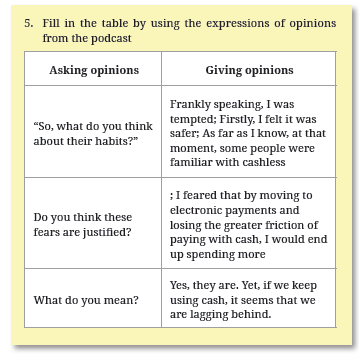 5. Fill in the table by using the expressions of opinions
from the podcast
Asking opinions
Giving opinions
“So, what do you think
about their habits?”
Frankly speaking, I was
tempted; Firstly, I felt it was
safer; As far as I know, at that
moment, some people were
familiar with cashless
Do you think these
fears are justified?
; I feared that by moving to
electronic payments and
losing the greater friction of
paying with cash, I would end
up spending more
What do you mean?
Yes, they are. Yet, if we keep
using cash, it seems that we
are lagging behind.